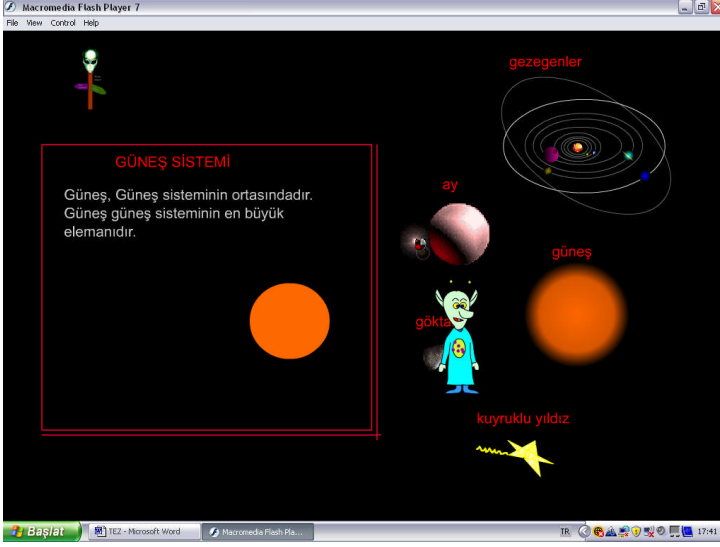 Macromedia Flash Player 7
File View Control Help
gezegenler
GÜNEŞ SİSTEMİ
Güneş, Güneş sisteminin ortasındadır.
Güneş güneş sisteminin en büyük
elemanıdır.
ay
güneş
gökta
kuyruklu yıldız
Başlat
TEZ - Microsoft Word
Macromedia Flash Pla...
TR
17:41